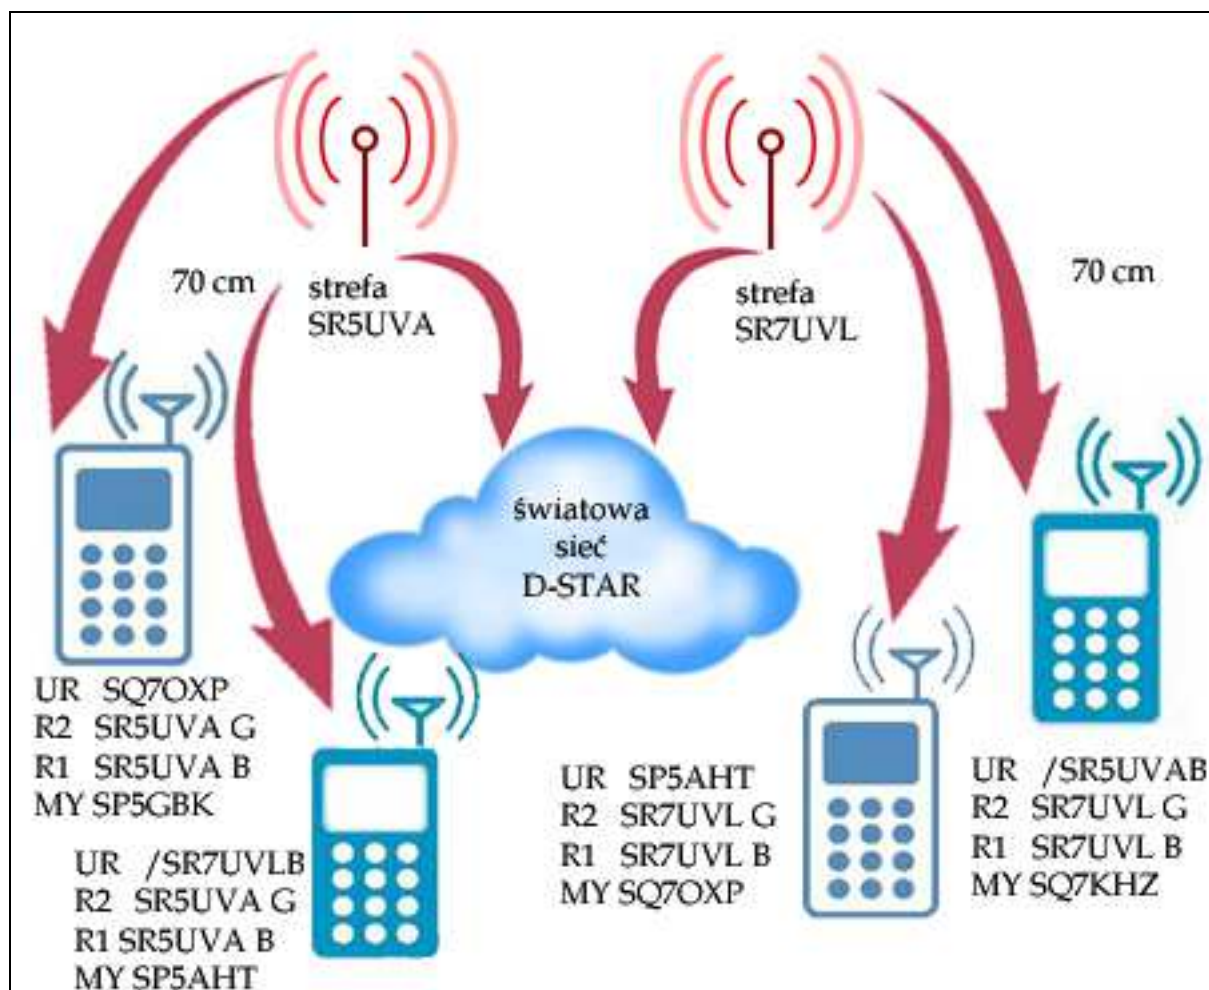 70 cm
strefa
SR5UVA
strefa
SR7UVL
70 cm
światowa
sieć
D-STAR
UR SQ7OXP
R2 SR5UVA G
R1 SR5UVA B
MY SP5GBK
UR /SR7UVLB
R2 SR5UVA G
R1 SR5UVA B
MY SP5AHT
UR SP5AHT
R2 SR7UVL G
R1 SR7UVL B
MY SQ7OXP
UR /SR5UVAB
R2 SR7UVL G
R1 SR7UVL B
MY SQ7KHZ